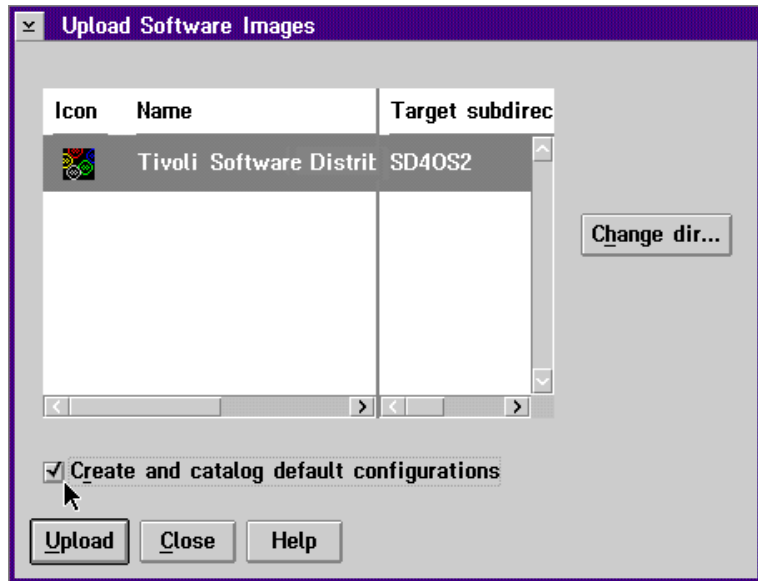 Upload Software Images
Icon Name Target subdirec
Tivoli Software Distrib SD4OS2
Change dir...
Create and catalog default configurations
Upload Close Help